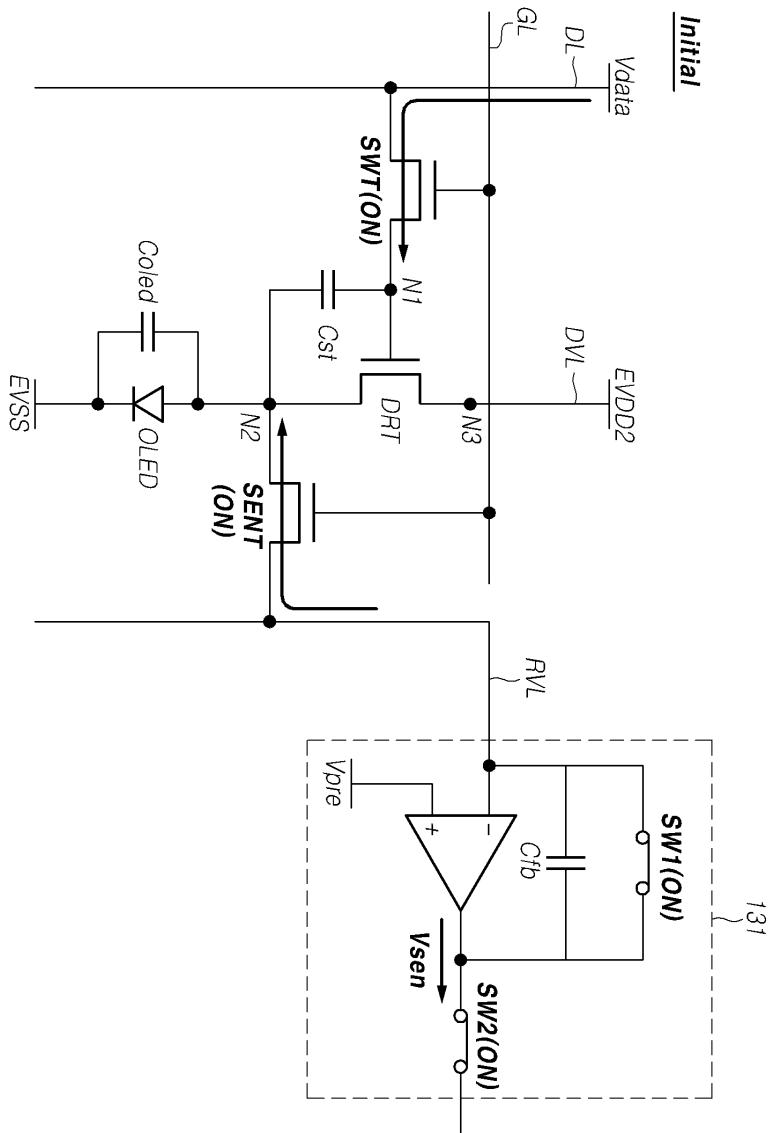 Initial
Vdata
DL
GL
EVDD2
DVL
SWT(ON)
N1
N3
Cst
DRT
N2
Coled
OLED
EVSS
SENT
(ON)
RVL
131
SW1(ON)
Cfb
Vpre
-
+
Vsen
SW2(ON)